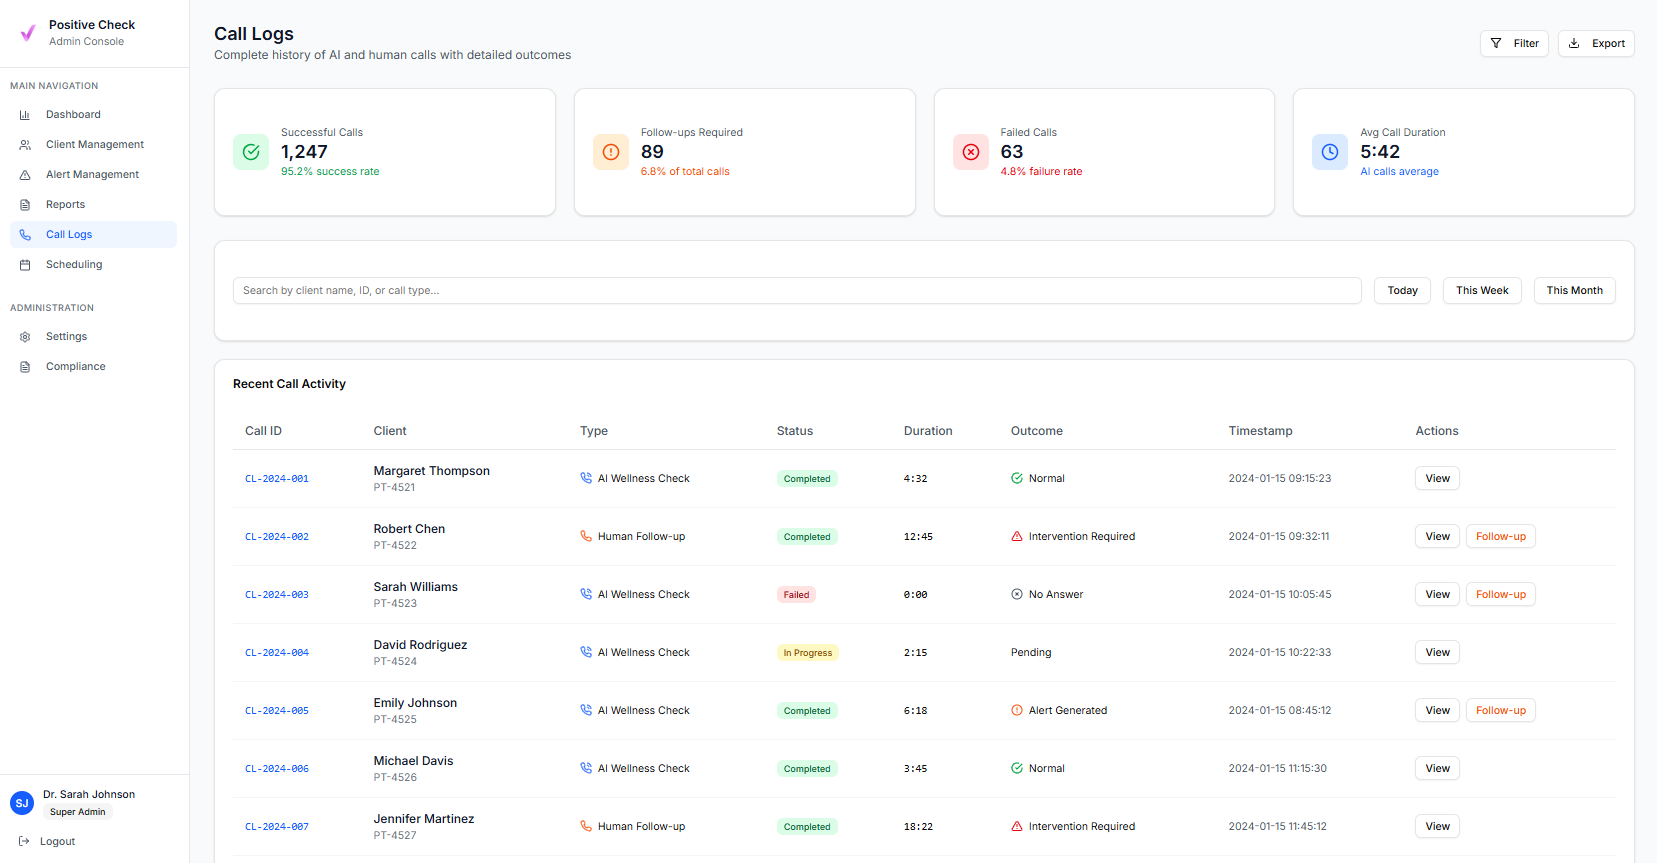 Positive Check
Admin Console
MAIN NAVIGATION
Dashboard
Client Management
Alert Management
Reports
Call Logs
Scheduling
ADMINISTRATION
Settings
Compliance
SJ
Dr. Sarah Johnson
Super Admin
Logout
Call Logs
Complete history of AI and human calls with detailed outcomes
Filter
Export
Successful Calls
1,247
95.2% success rate
Follow-ups Required
89
6.8% of total calls
Failed Calls
63
4.8% failure rate
Avg Call Duration
5:42
AI calls average
Search by client name, ID, or call type...
Today
This Week
This Month
Recent Call Activity
Call ID Client Type Status Duration Outcome Timestamp Actions
CL-2024-001 Margaret Thompson PT-4521 AI Wellness Check Completed 4:32 Normal 2024-01-15 09:15:23 View
CL-2024-002 Robert Chen PT-4522 Human Follow-up Completed 12:45 Intervention Required 2024-01-15 09:32:11 View Follow-up
CL-2024-003 Sarah Williams PT-4523 AI Wellness Check Failed 0:00 No Answer 2024-01-15 10:05:45 View Follow-up
CL-2024-004 David Rodriguez PT-4524 AI Wellness Check In Progress 2:15 Pending 2024-01-15 10:22:33 View
CL-2024-005 Emily Johnson PT-4525 AI Wellness Check Completed 6:18 Alert Generated 2024-01-15 08:45:12 View Follow-up
CL-2024-006 Michael Davis PT-4526 AI Wellness Check Completed 3:45 Normal 2024-01-15 11:15:30 View
CL-2024-007 Jennifer Martinez PT-4527 Human Follow-up Completed 18:22 Intervention Required 2024-01-15 11:45:12 View